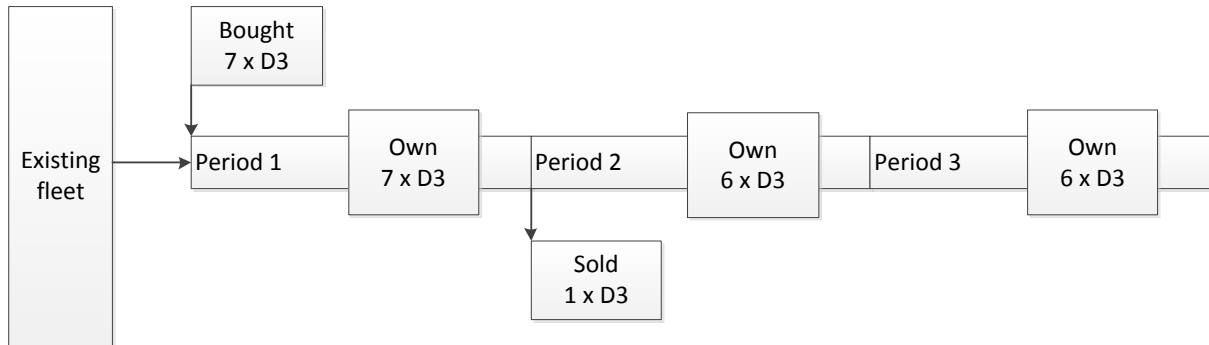 Bought
7 x D3
Existing
fleet
Period 1
Own
7 x D3
Period 2
Own
6 x D3
Period 3
Own
6 x D3
Sold
1 x D3